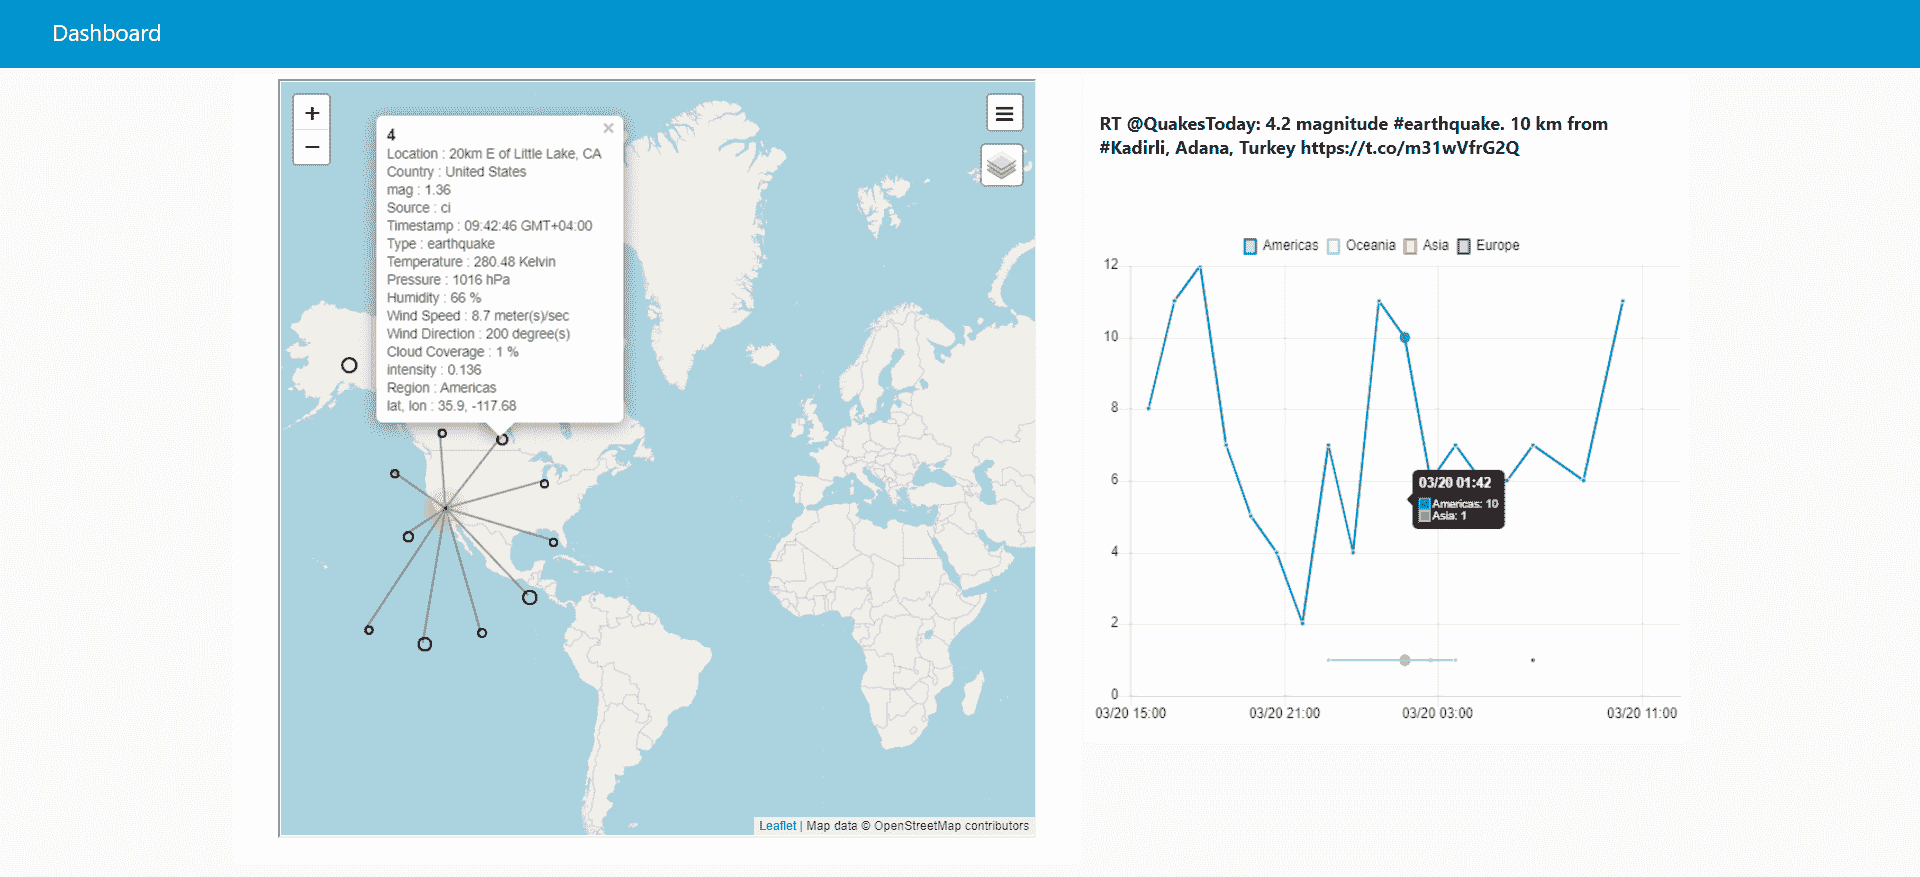 Dashboard
+
−
4
×
Location : 20km E of Little Lake, CA
Country : United States
mag : 1.36
Source : ci
Timestamp : 09:42:46 GMT+04:00
Type : earthquake
Temperature : 280.48 Kelvin
Pressure : 1016 hPa
Humidity : 66 %
Wind Speed : 8.7 meter(s)/sec
Wind Direction : 200 degree(s)
Cloud Coverage : 1 %
intensity : 0.136
Region : Americas
lat, lon : 35.9, -117.68
Leaflet | Map data © OpenStreetMap contributors
RT @QuakesToday: 4.2 magnitude #earthquake. 10 km from
#Kadirli, Adana, Turkey https://t.co/m31wVfrG2Q
Americas Oceania Asia Europe
12
10
8
6
4
2
0
03/20 01:42
Americas: 10
Asia: 1
03/20 15:00 03/20 21:00 03/20 03:00 03/20 11:00